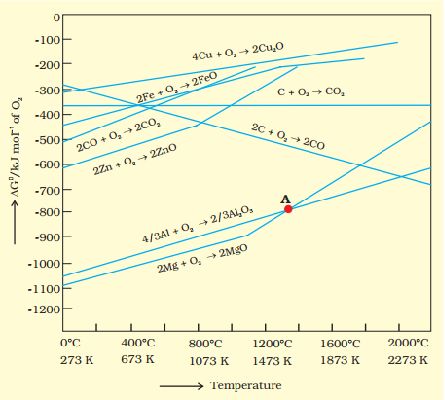 0
-100
-200
-300
-400
-500
-600
-700
-800
-900
-1000
-1100
-1200
ΔG⁰/kJ mol⁻¹ of O₂
4Cu + O₂ → 2Cu₂O
2Fe + O₂ → 2FeO
C + O₂ → CO₂
2CO + O₂ → 2CO₂
2C + O₂ → 2CO
2Zn + O₂ → 2ZnO
A
4/3Al + O₂ → 2/3Al₂O₃
2Mg + O₂ → 2MgO
0°C 400°C 800°C 1200°C 1600°C 2000°C
273 K 673 K 1073 K 1473 K 1873 K 2273 K
→ Temperature